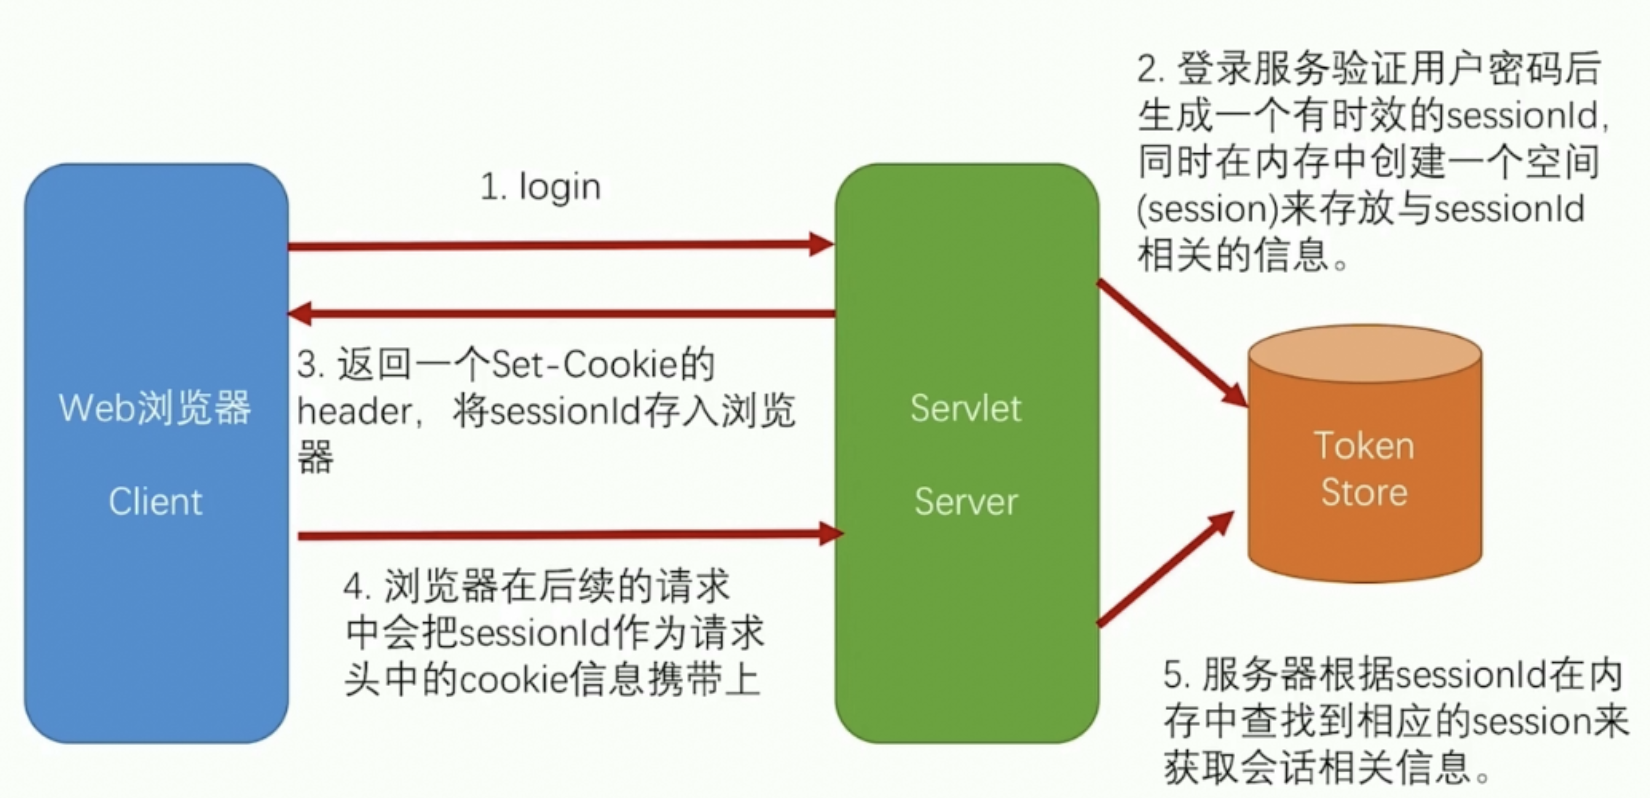 2. 登录服务验证用户密码后
生成一个有时效的sessionId,
同时在内存中创建一个空间
(session)来存放与sessionId
相关的信息。
1. login
3. 返回一个Set-Cookie的
header, 将sessionId存入浏览
器
Web浏览器
Client
Servlet
Server
Token
Store
4. 浏览器在后续的请求
中会把sessionId作为请求
头中的cookie信息携带上
5. 服务器根据sessionId在内
存中查找到相应的session来
获取会话相关信息。